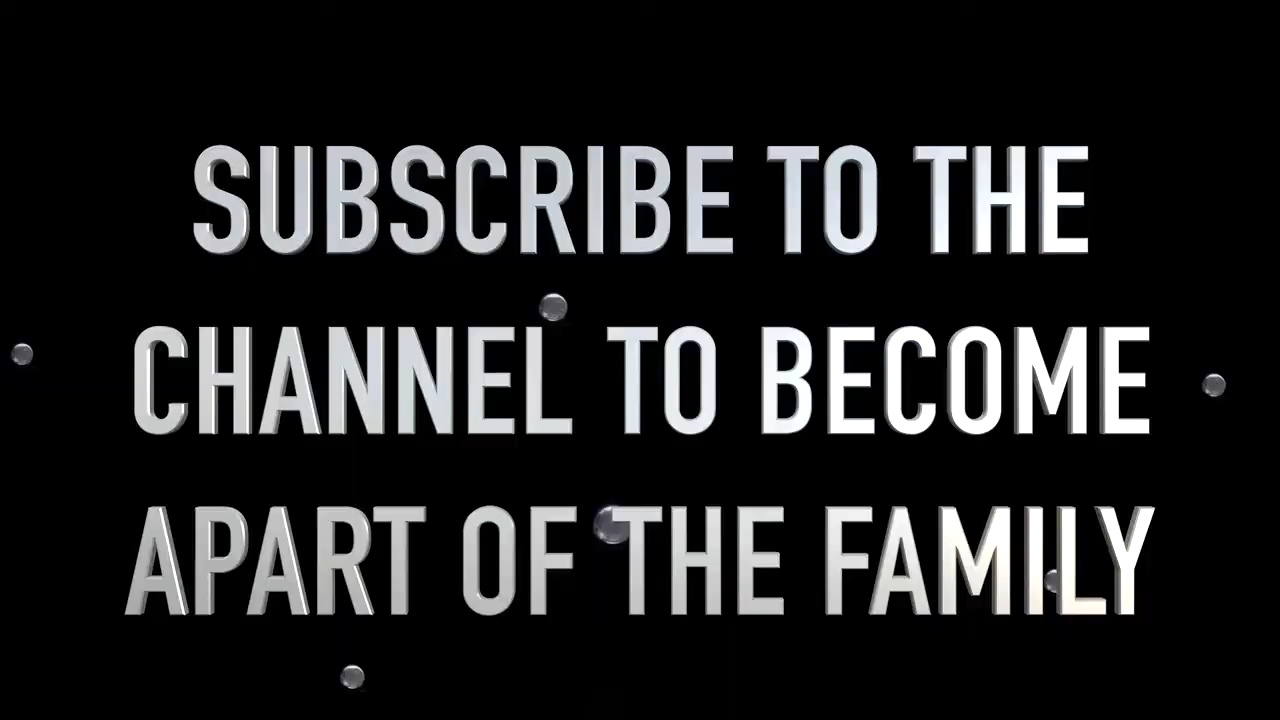 SUBSCRIBE TO THE
CHANNEL TO BECOME
APART OF THE FAMILY